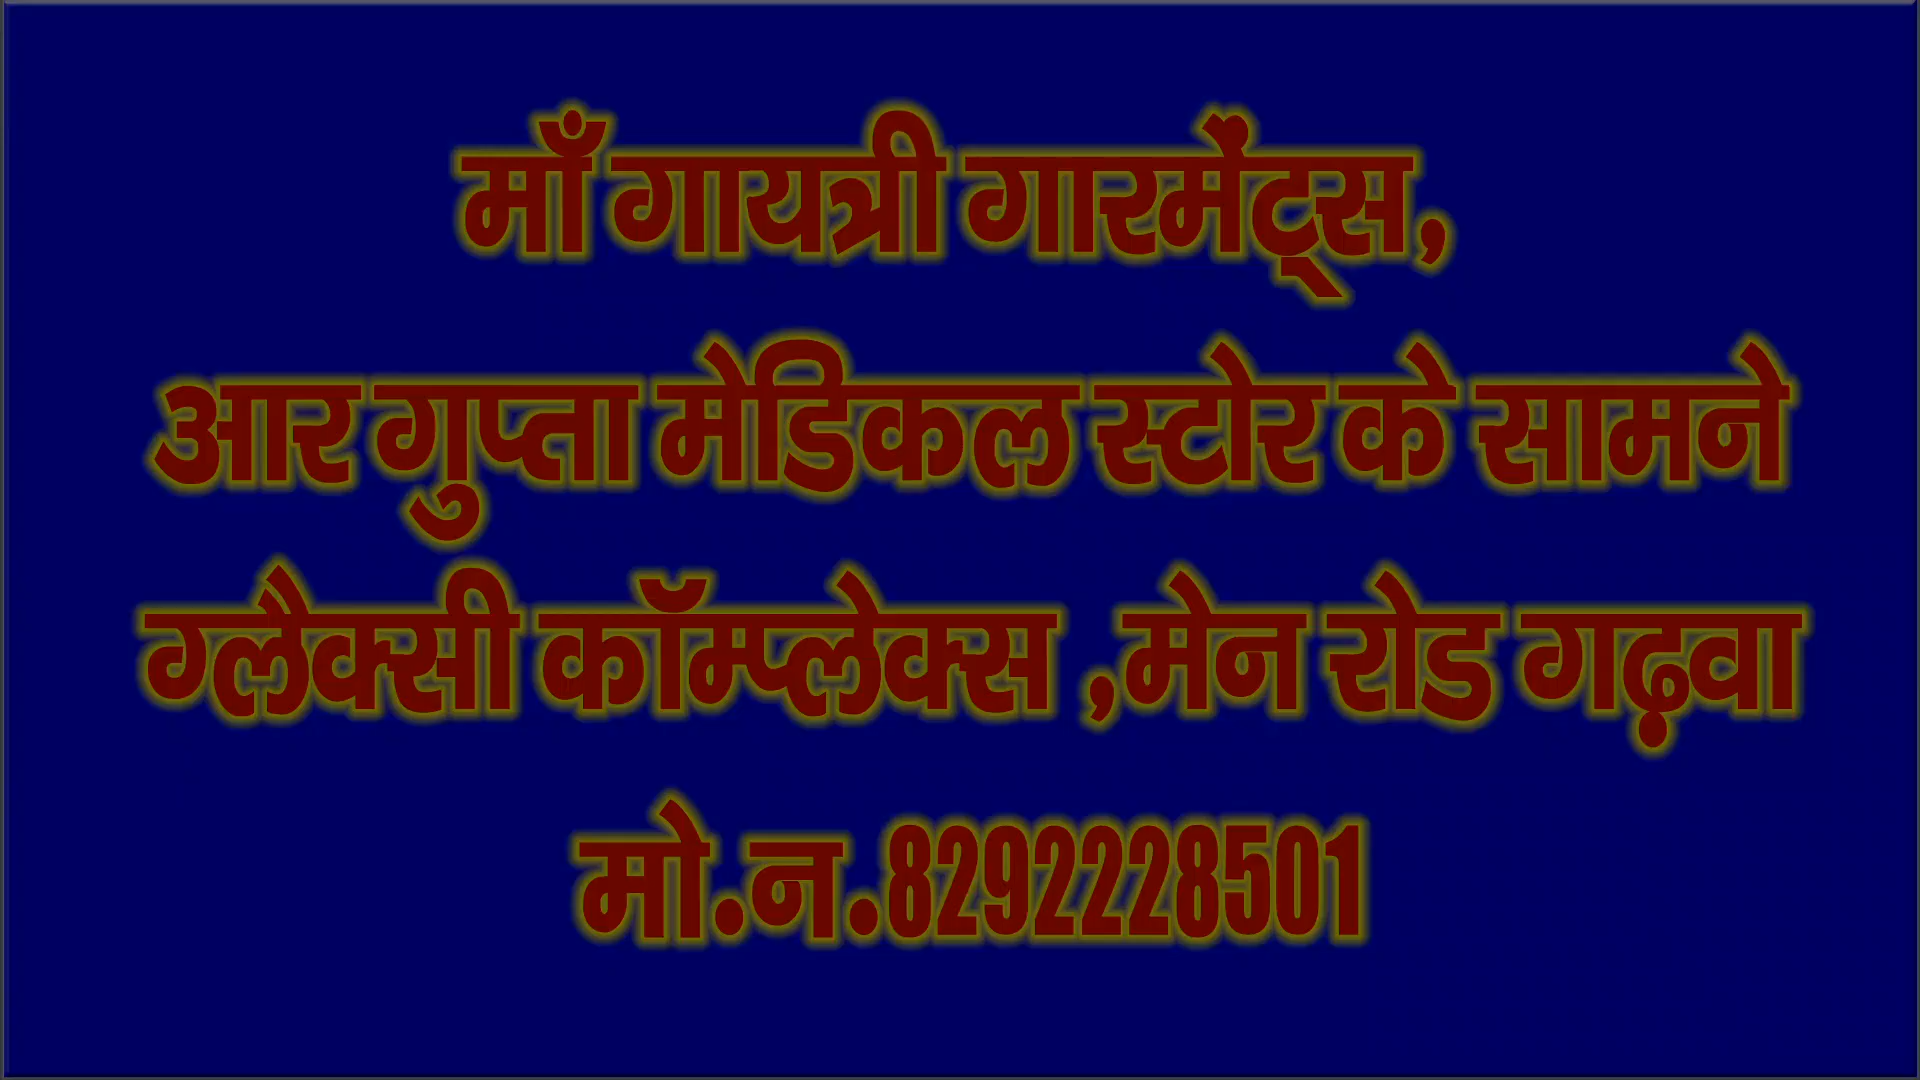 माँ गायत्री गारमेंट्स,
आर गुप्ता मेडिकल स्टोर के सामने
ग्लैक्सी कॉम्प्लेक्स ,मेन रोड गढ़वा
मो.न.8292228501